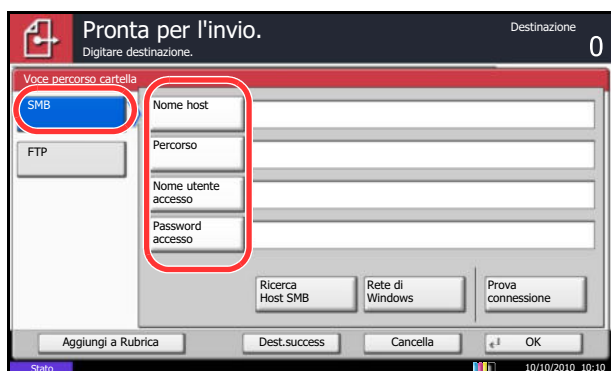 Pronta per l'invio.
Digitare destinazione.
Destinazione
0
Voce percorso cartella
SMB
FTP
Nome host
Percorso
Nome utente
accesso
Password
accesso
Ricerca
Host SMB
Rete di
Windows
Prova
connessione
Aggiungi a Rubrica
Dest.success
Cancella
OK
Stato
10/10/2010 10:10